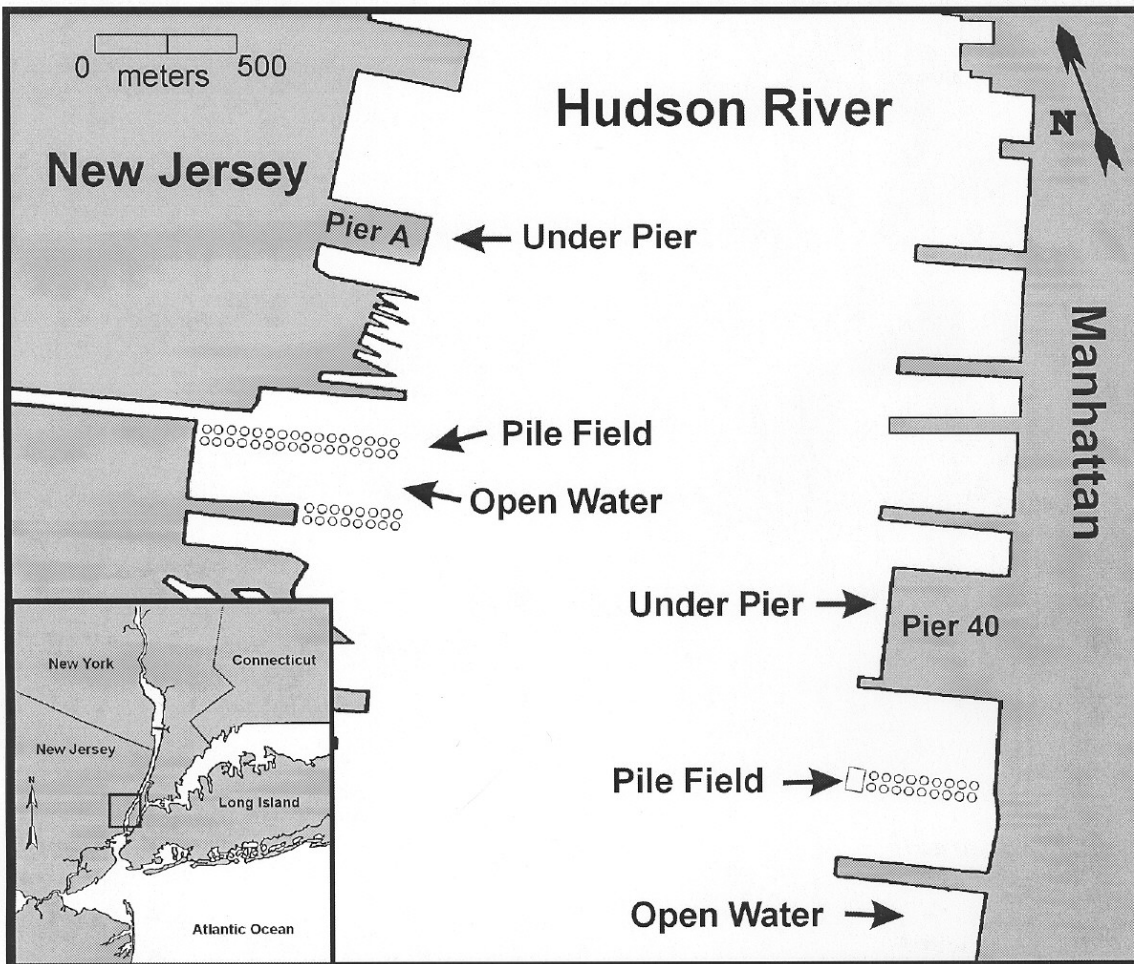 0 500
meters
Hudson River
N
New Jersey
Pier A
Under Pier
Manhattan
Pile Field
Open Water
Under Pier
Pier 40
Pile Field
Open Water
New York
Connecticut
New Jersey
N
Long Island
Atlantic Ocean